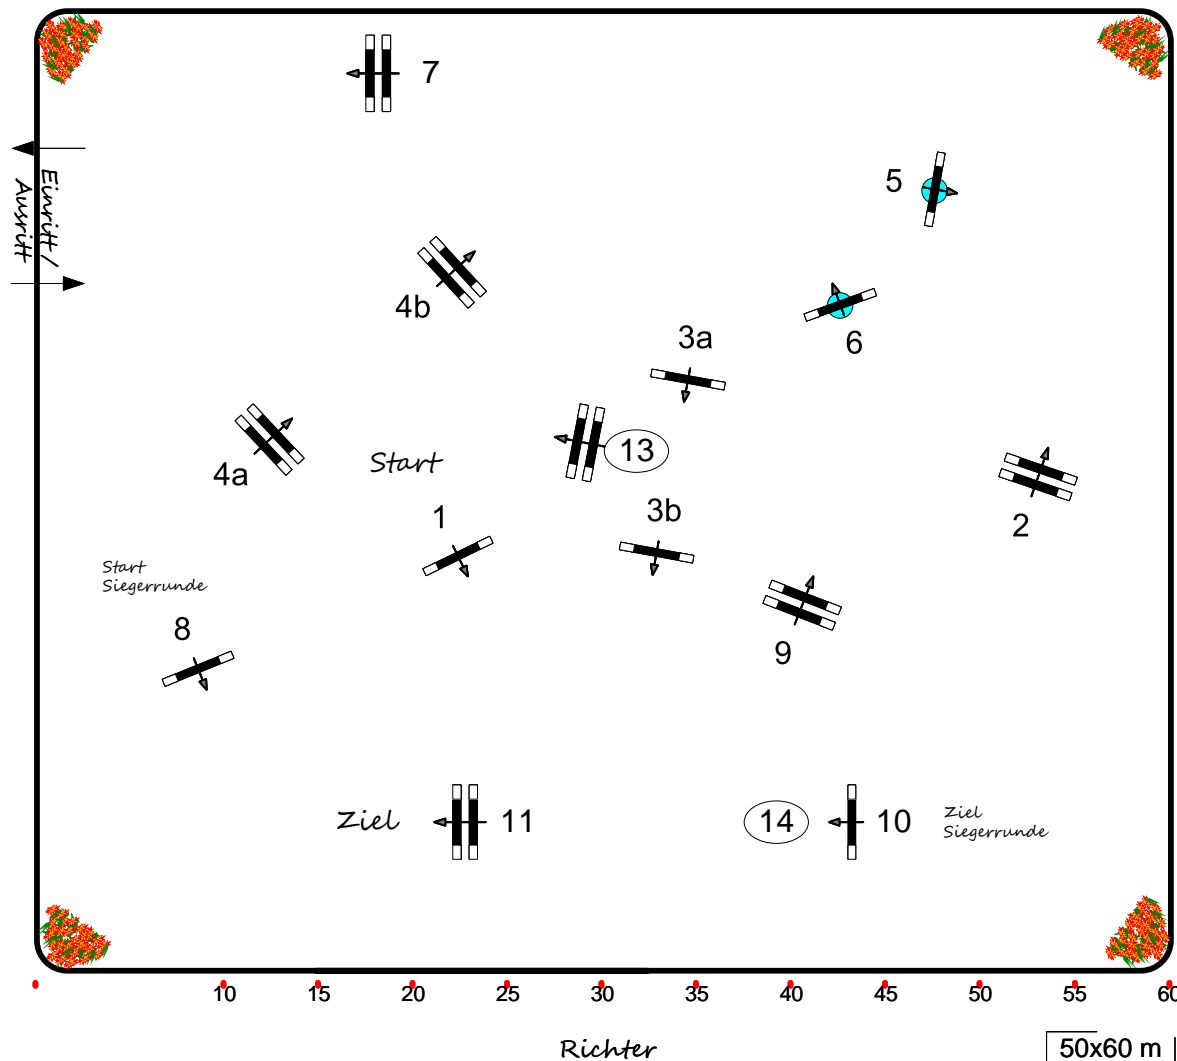 7
Einritt /
Ausritt
5
4b
3a
6
13
4a
Start
1
3b
2
Start
Siegerrunde
8
9
Ziel
11
14
10
Ziel
Siegerrunde
10 15 20 25 30 35 40 45 50 55 60
Richter
50x60 m